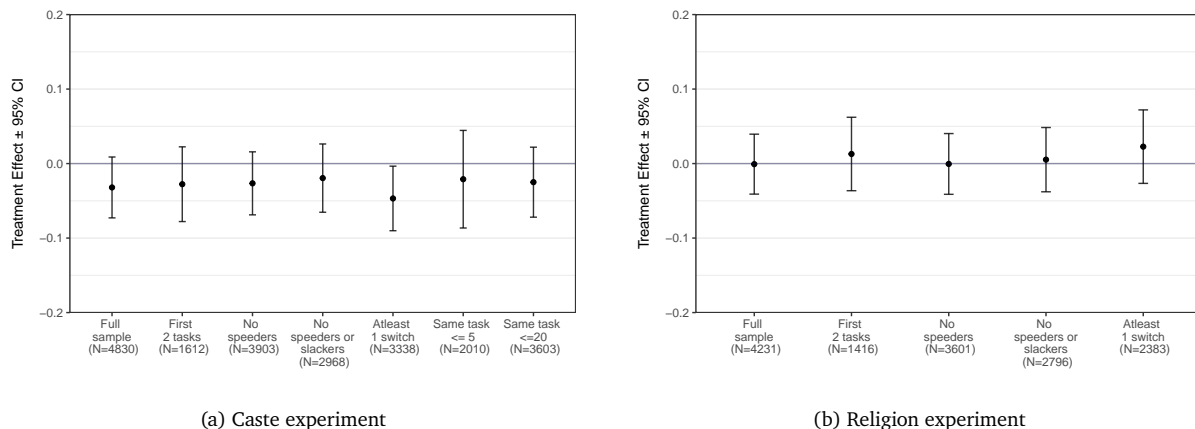 0.2
0.1
0.0
−0.1
−0.2
Treatment Effect ± 95% CI
Full
sample
(N=4830)
First
2 tasks
(N=1612)
No
speeders
(N=3903)
No
speeders or
slackers
(N=2968)
Atleast
1 switch
(N=3338)
Same task
<= 5
(N=2010)
Same task
<=20
(N=3603)
(a) Caste experiment
0.2
0.1
0.0
−0.1
−0.2
Treatment Effect ± 95% CI
Full
sample
(N=4231)
First
2 tasks
(N=1416)
No
speeders
(N=3601)
No
speeders or
slackers
(N=2796)
Atleast
1 switch
(N=2383)
(b) Religion experiment